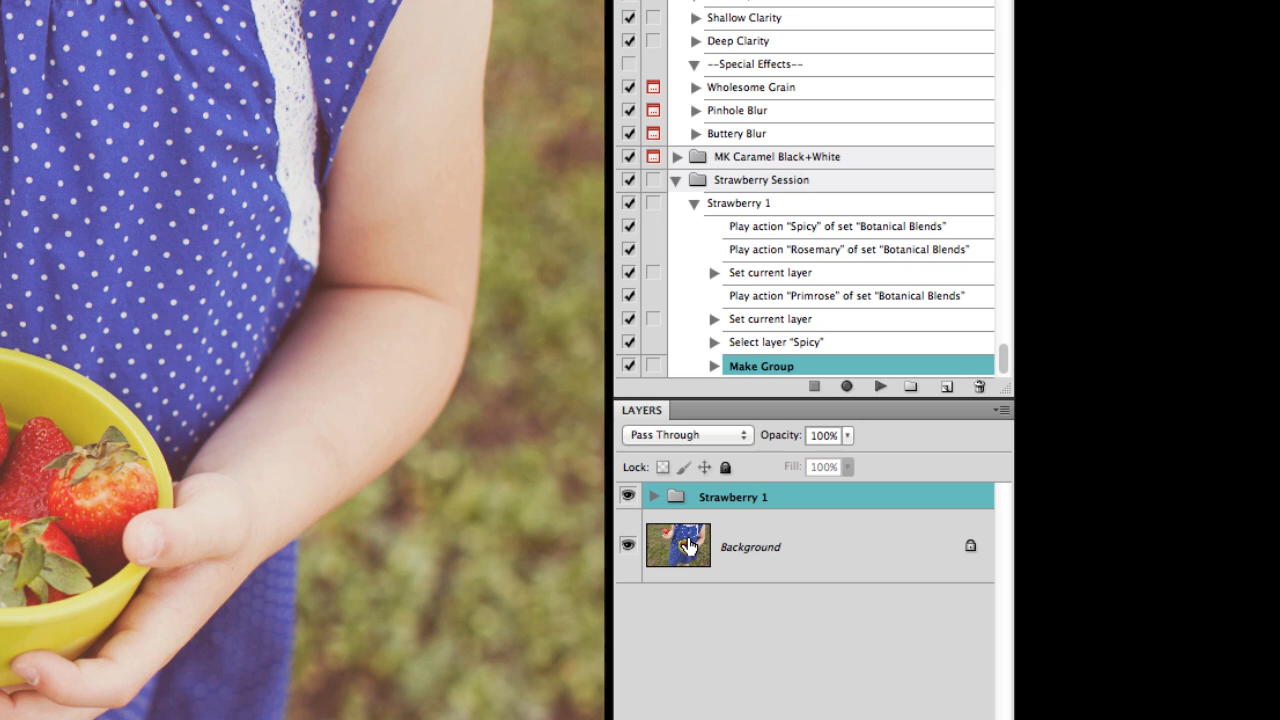 Shallow Clarity
Deep Clarity
--Special Effects--
Wholesome Grain
Pinhole Blur
Buttery Blur
MK Caramel Black+White
Strawberry Session
Strawberry 1
Play action “Spicy” of set “Botanical Blends”
Play action “Rosemary” of set “Botanical Blends”
Set current layer
Play action “Primrose” of set “Botanical Blends”
Set current layer
Select layer “Spicy”
Make Group
LAYERS
Pass Through Opacity: 100%
Lock: Fill: 100%
Strawberry 1
Background